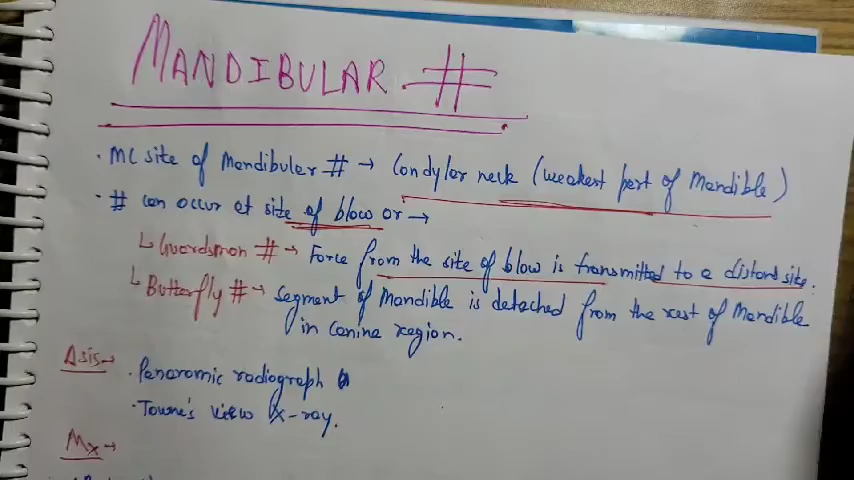 MANDIBULAR #
· MC site of Mandibuler # → Condylar neck (weakest part of Mandible)
· # can occur at site of blow or →
↳ Guardsman # → Force from the site of blow is transmitted to a distant site.
↳ Butterfly # → Segment of Mandible is detached from the rest of Mandible
in canine region.
Δsis →
· Panaromic radiograph
· Towne's view X-ray.
Mx →